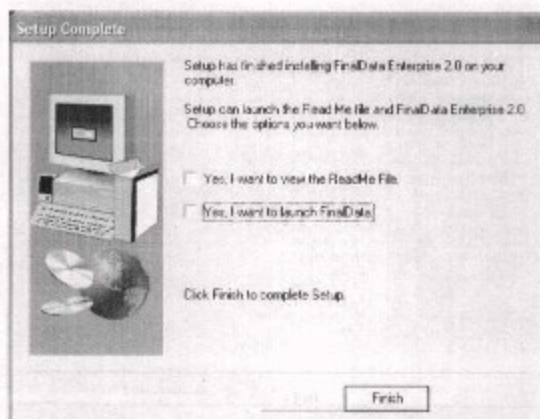 Setup Complete
Setup has finished installing FinalData Enterprise 2.0 on your
computer.
Setup can launch the Read Me file and FinalData Enterprise 2.0
Choose the options you want below.
Yes, I want to view the ReadMe File.
Yes, I want to launch FinalData
Click Finish to complete Setup.
Finish